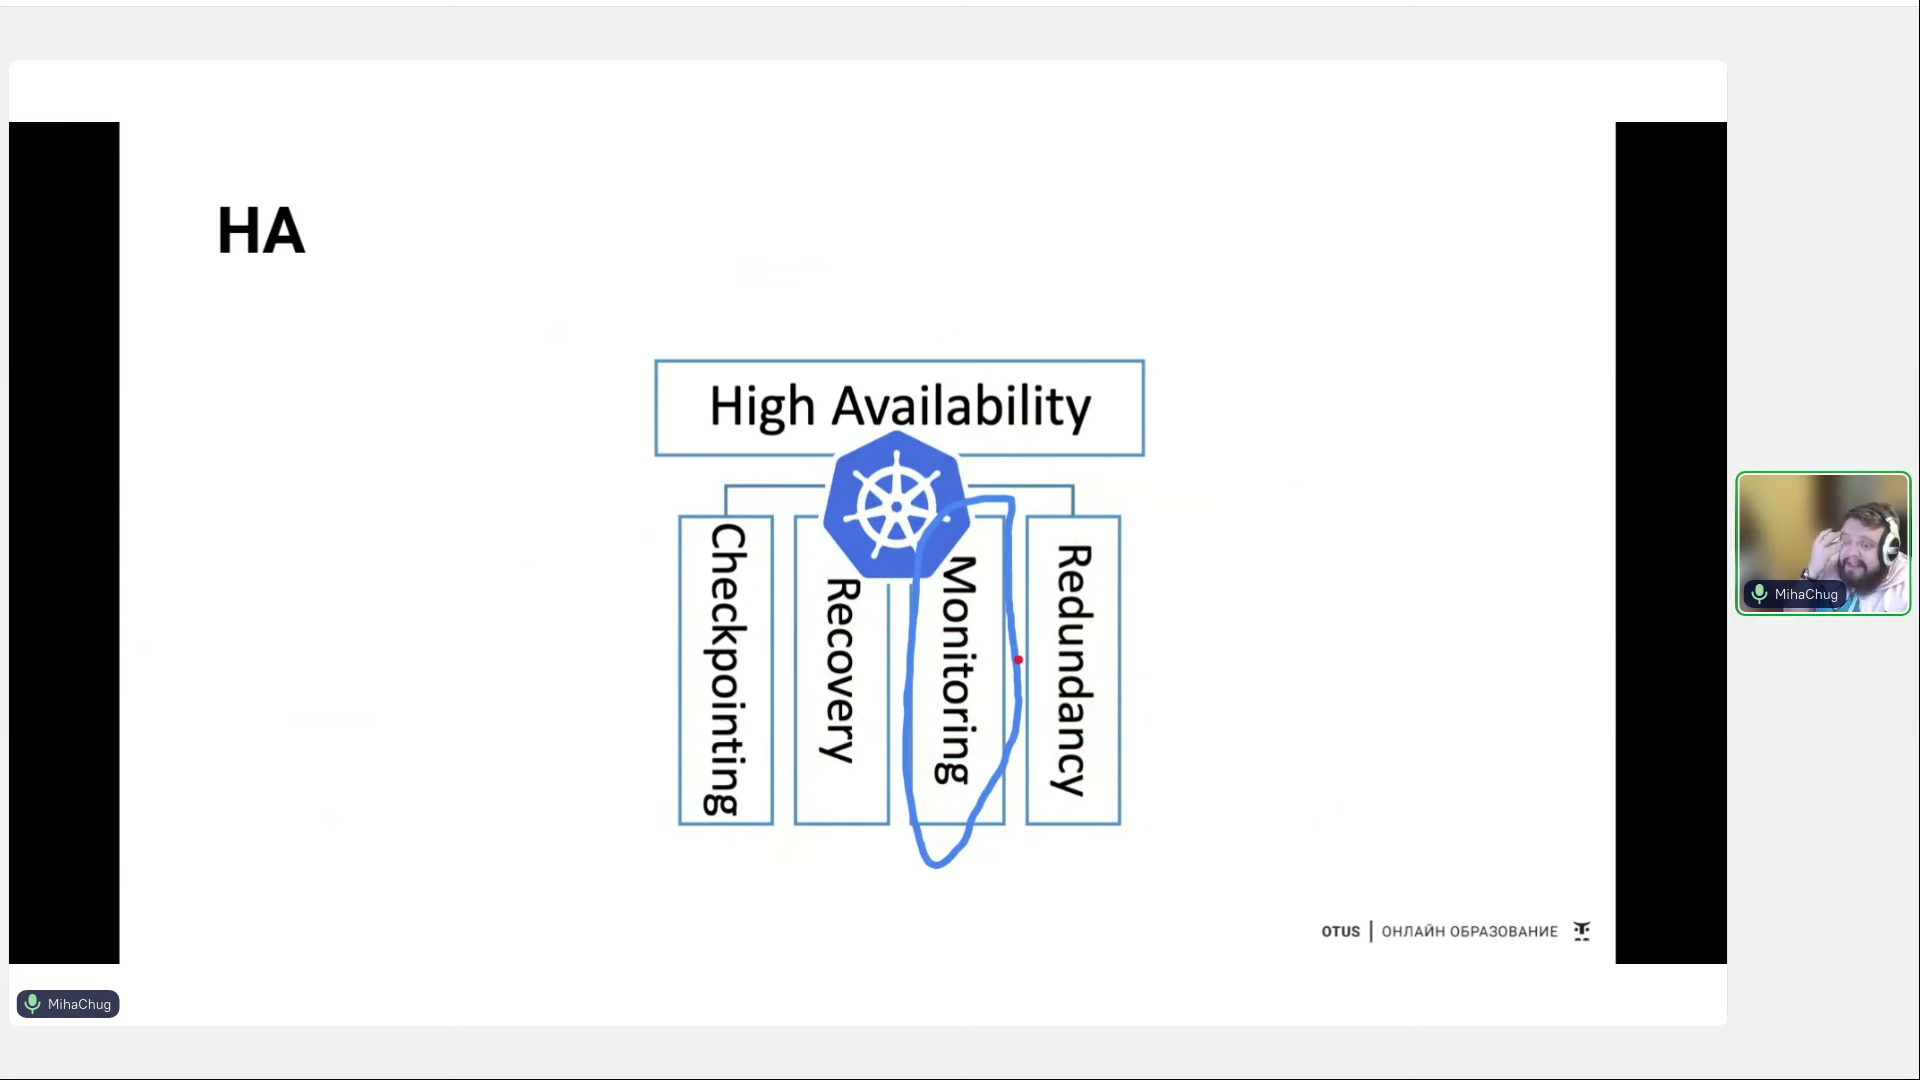 HA
High Availability
Checkpointing
Recovery
Monitoring
Redundancy
MihaChug
OTUS | ОНЛАЙН ОБРАЗОВАНИЕ
MihaChug